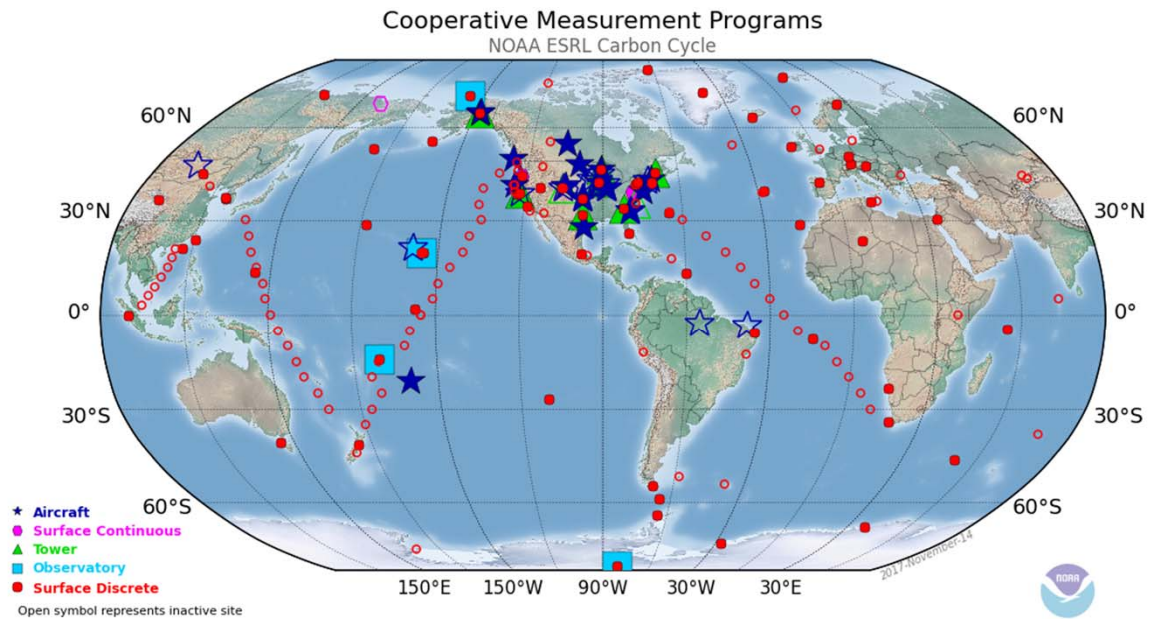 Cooperative Measurement Programs
NOAA ESRL Carbon Cycle
60°N
30°N
30°N
0°
0°
30°S
30°S
60°S
60°S
Aircraft
Surface Continuous
Tower
Observatory
Surface Discrete
Open symbol represents inactive site
150°E
150°W
90°W
30°W
30°E
2017-November-14
NOAA